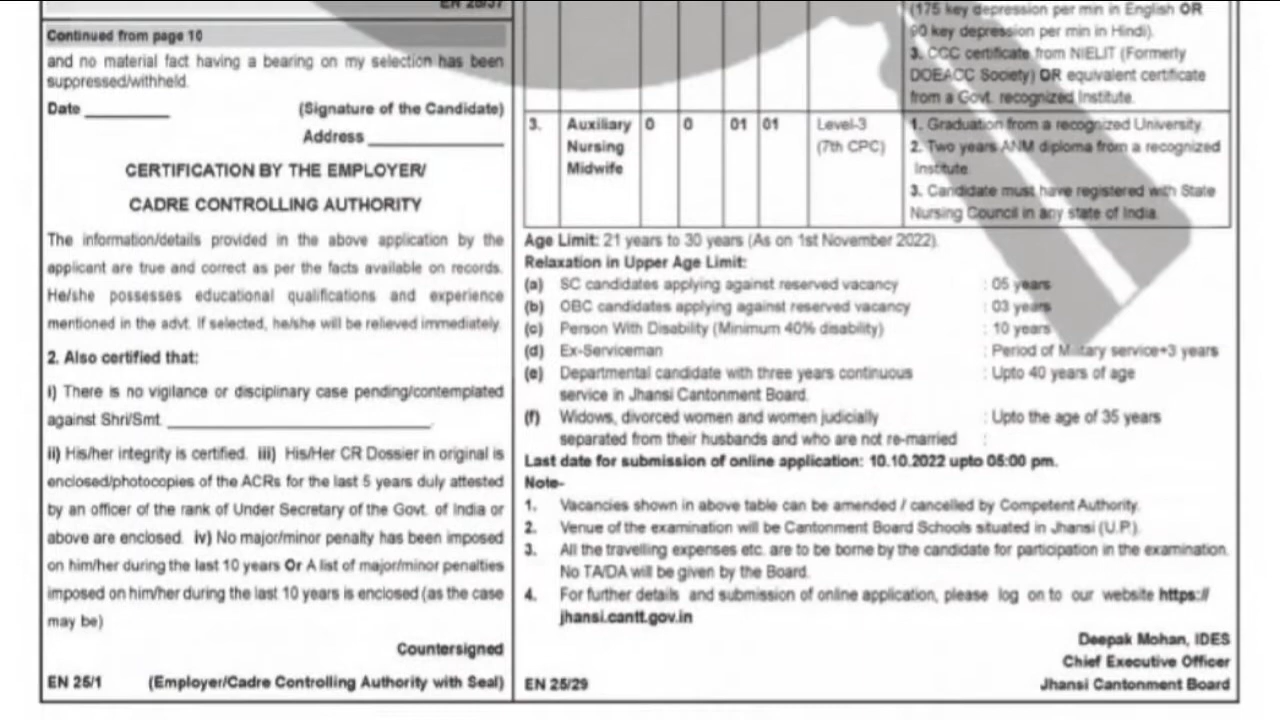 EN 25/37
Continued from page 10
and no material fact having a bearing on my selection has been
suppressed/withheld.
Date __________ (Signature of the Candidate)
Address ________________
CERTIFICATION BY THE EMPLOYER/
CADRE CONTROLLING AUTHORITY
The information/details provided in the above application by the
applicant are true and correct as per the facts available on records.
He/she possesses educational qualifications and experience
mentioned in the advt. If selected, he/she will be relieved immediately.
2. Also certified that:
i) There is no vigilance or disciplinary case pending/contemplated
against Shri/Smt. ______________________________.
ii) His/her integrity is certified. iii) His/Her CR Dossier in original is
enclosed/photocopies of the ACRs for the last 5 years duly attested
by an officer of the rank of Under Secretary of the Govt. of India or
above are enclosed. iv) No major/minor penalty has been imposed
on him/her during the last 10 years Or A list of major/minor penalties
imposed on him/her during the last 10 years is enclosed (as the case
may be)
Countersigned
EN 25/1 (Employer/Cadre Controlling Authority with Seal)
(175 key depression per min in English OR
90 key depression per min in Hindi).
3. CCC certificate from NIELIT (Formerly
DOEACC Society) OR equivalent certificate
from a Govt. recognized Institute.
3. Auxiliary 0 0 01 01 Level-3 1. Graduation from a recognized University.
Nursing (7th CPC) 2. Two years ANM diploma from a recognized
Midwife Institute.
3. Candidate must have registered with State
Nursing Council in any state of India.
Age Limit: 21 years to 30 years (As on 1st November 2022).
Relaxation in Upper Age Limit:
(a) SC candidates applying against reserved vacancy : 05 years
(b) OBC candidates applying against reserved vacancy : 03 years
(c) Person With Disability (Minimum 40% disability) : 10 years
(d) Ex-Serviceman : Period of Military service+3 years
(e) Departmental candidate with three years continuous : Upto 40 years of age
service in Jhansi Cantonment Board.
(f) Widows, divorced women and women judicially : Upto the age of 35 years
separated from their husbands and who are not re-married :
Last date for submission of online application: 10.10.2022 upto 05:00 pm.
Note-
1. Vacancies shown in above table can be amended / cancelled by Competent Authority.
2. Venue of the examination will be Cantonment Board Schools situated in Jhansi (U.P.).
3. All the travelling expenses etc. are to be borne by the candidate for participation in the examination.
No TA/DA will be given by the Board.
4. For further details and submission of online application, please log on to our website https://
jhansi.cantt.gov.in
Deepak Mohan, IDES
Chief Executive Officer
EN 25/29 Jhansi Cantonment Board